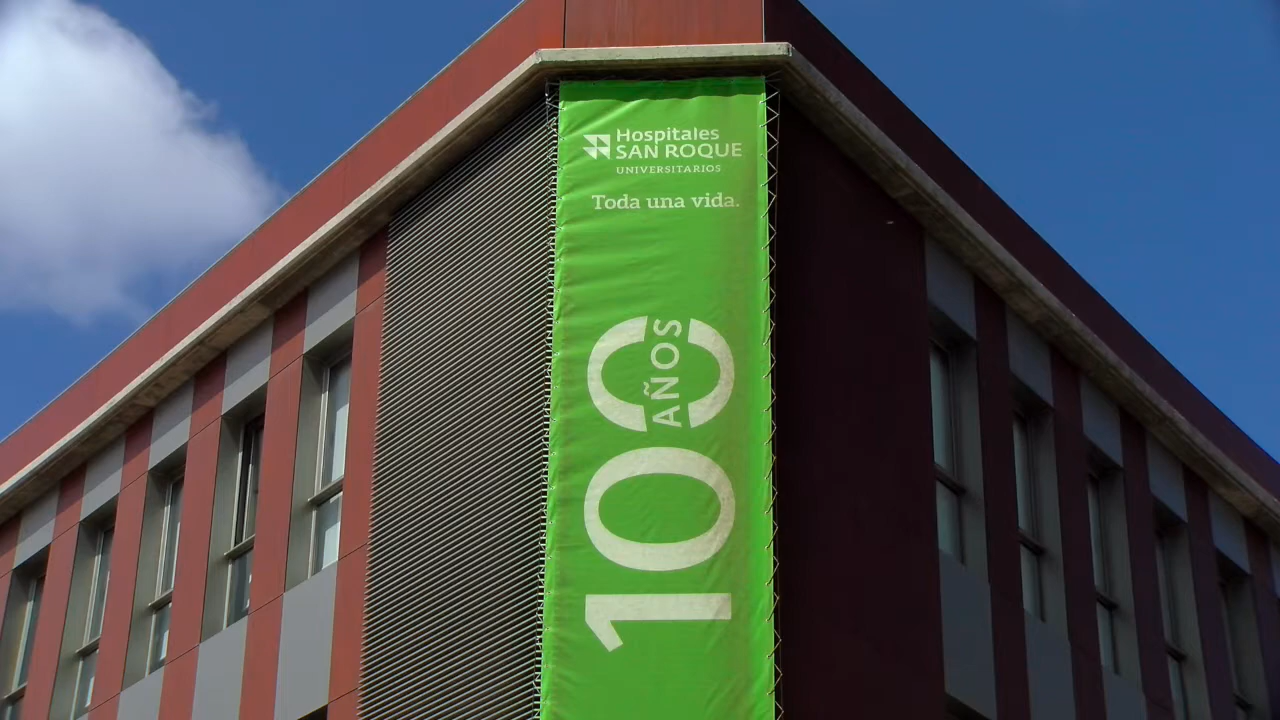 Hospitales
SAN ROQUE
UNIVERSITARIOS
Toda una vida.
100
AÑOS